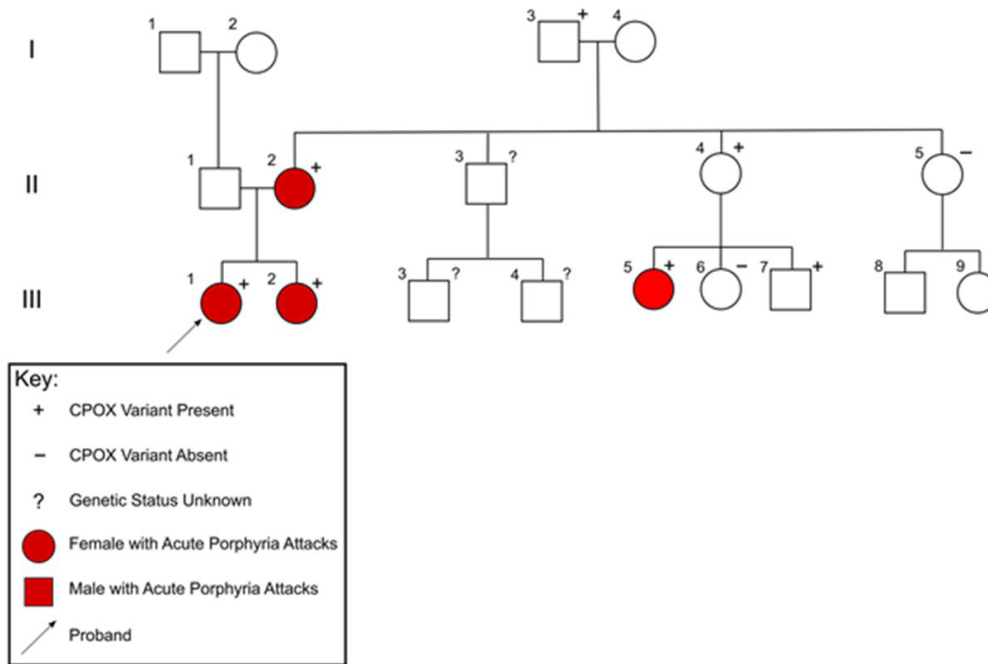 I 1 2 3 + 4
II 1 2 + 3 ? 4 + 5 −
III 1 + 2 + 3 ? 4 ? 5 + 6 − 7 + 8 9
Key:
+ CPOX Variant Present
− CPOX Variant Absent
? Genetic Status Unknown
Female with Acute Porphyria Attacks
Male with Acute Porphyria Attacks
Proband